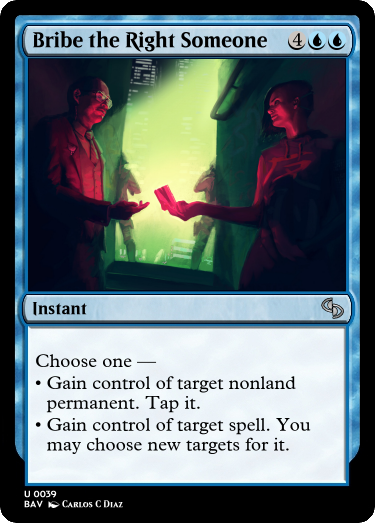 Bribe the Right Someone 4
Instant
Choose one —
• Gain control of target nonland
permanent. Tap it.
• Gain control of target spell. You
may choose new targets for it.
U 0039
BAV Carlos C Diaz